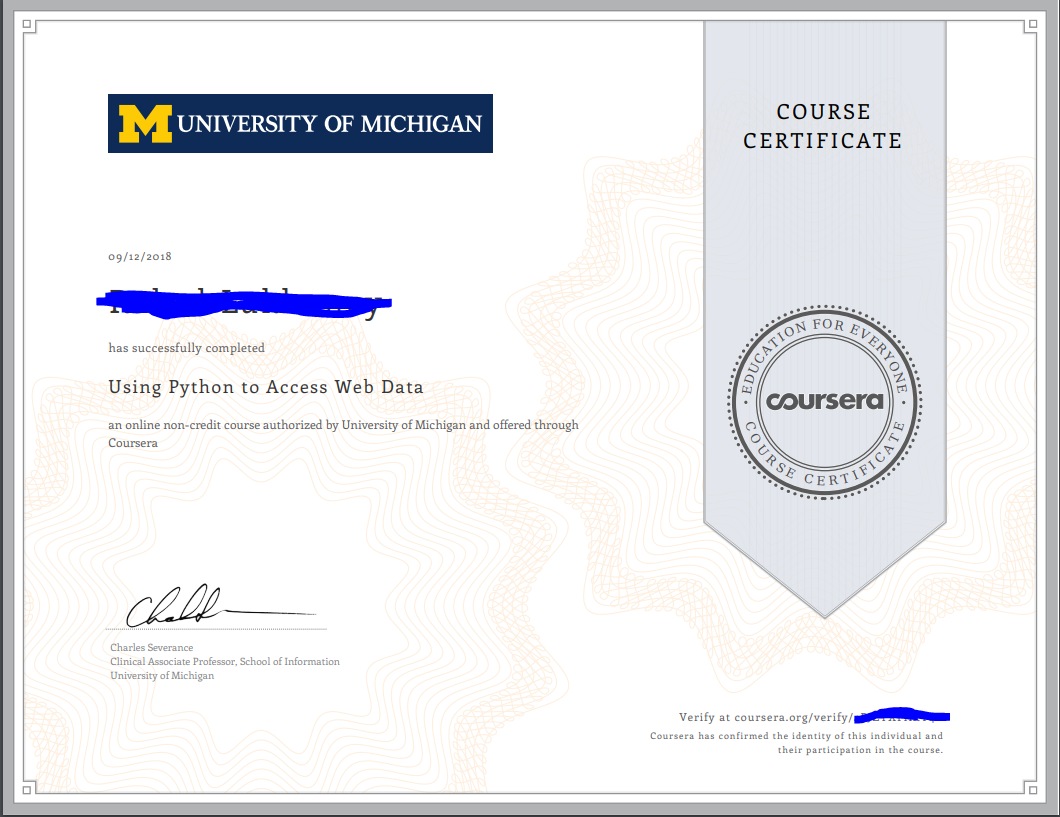 UNIVERSITY OF MICHIGAN
COURSE
CERTIFICATE
09/12/2018
has successfully completed
Using Python to Access Web Data
an online non-credit course authorized by University of Michigan and offered through
Coursera
EDUCATION FOR EVERYONE
coursera
COURSE CERTIFICATE
Charles Severance
Clinical Associate Professor, School of Information
University of Michigan
Verify at coursera.org/verify/
Coursera has confirmed the identity of this individual and
their participation in the course.